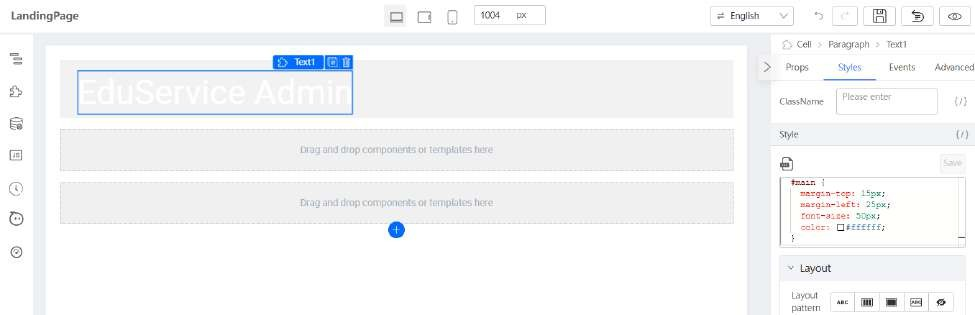 LandingPage
1004 px
English
Cell > Paragraph > Text1
Text1
Props Styles Events Advanced
EduService Admin
ClassName Please enter {/}
Style {/}
Drag and drop components or templates here
Save
#main {
margin-top: 15px;
margin-left: 25px;
font-size: 50px;
color: #ffffff;
}
Drag and drop components or templates here
Layout
Layout
pattern
ABC
ABC